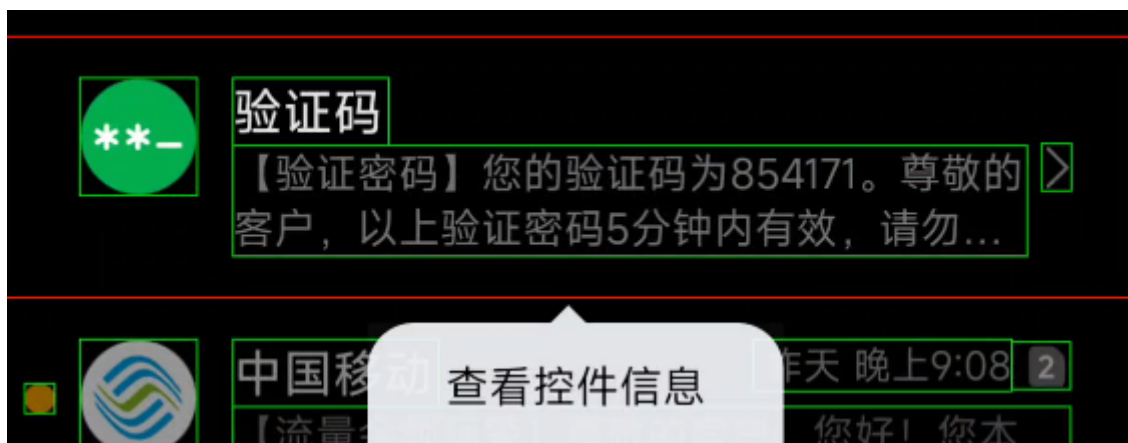 验证码
【验证密码】您的验证码为854171。尊敬的
客户，以上验证密码5分钟内有效，请勿...
中国移动 昨天 晚上9:08 2
查看控件信息
【流量 您好！您本